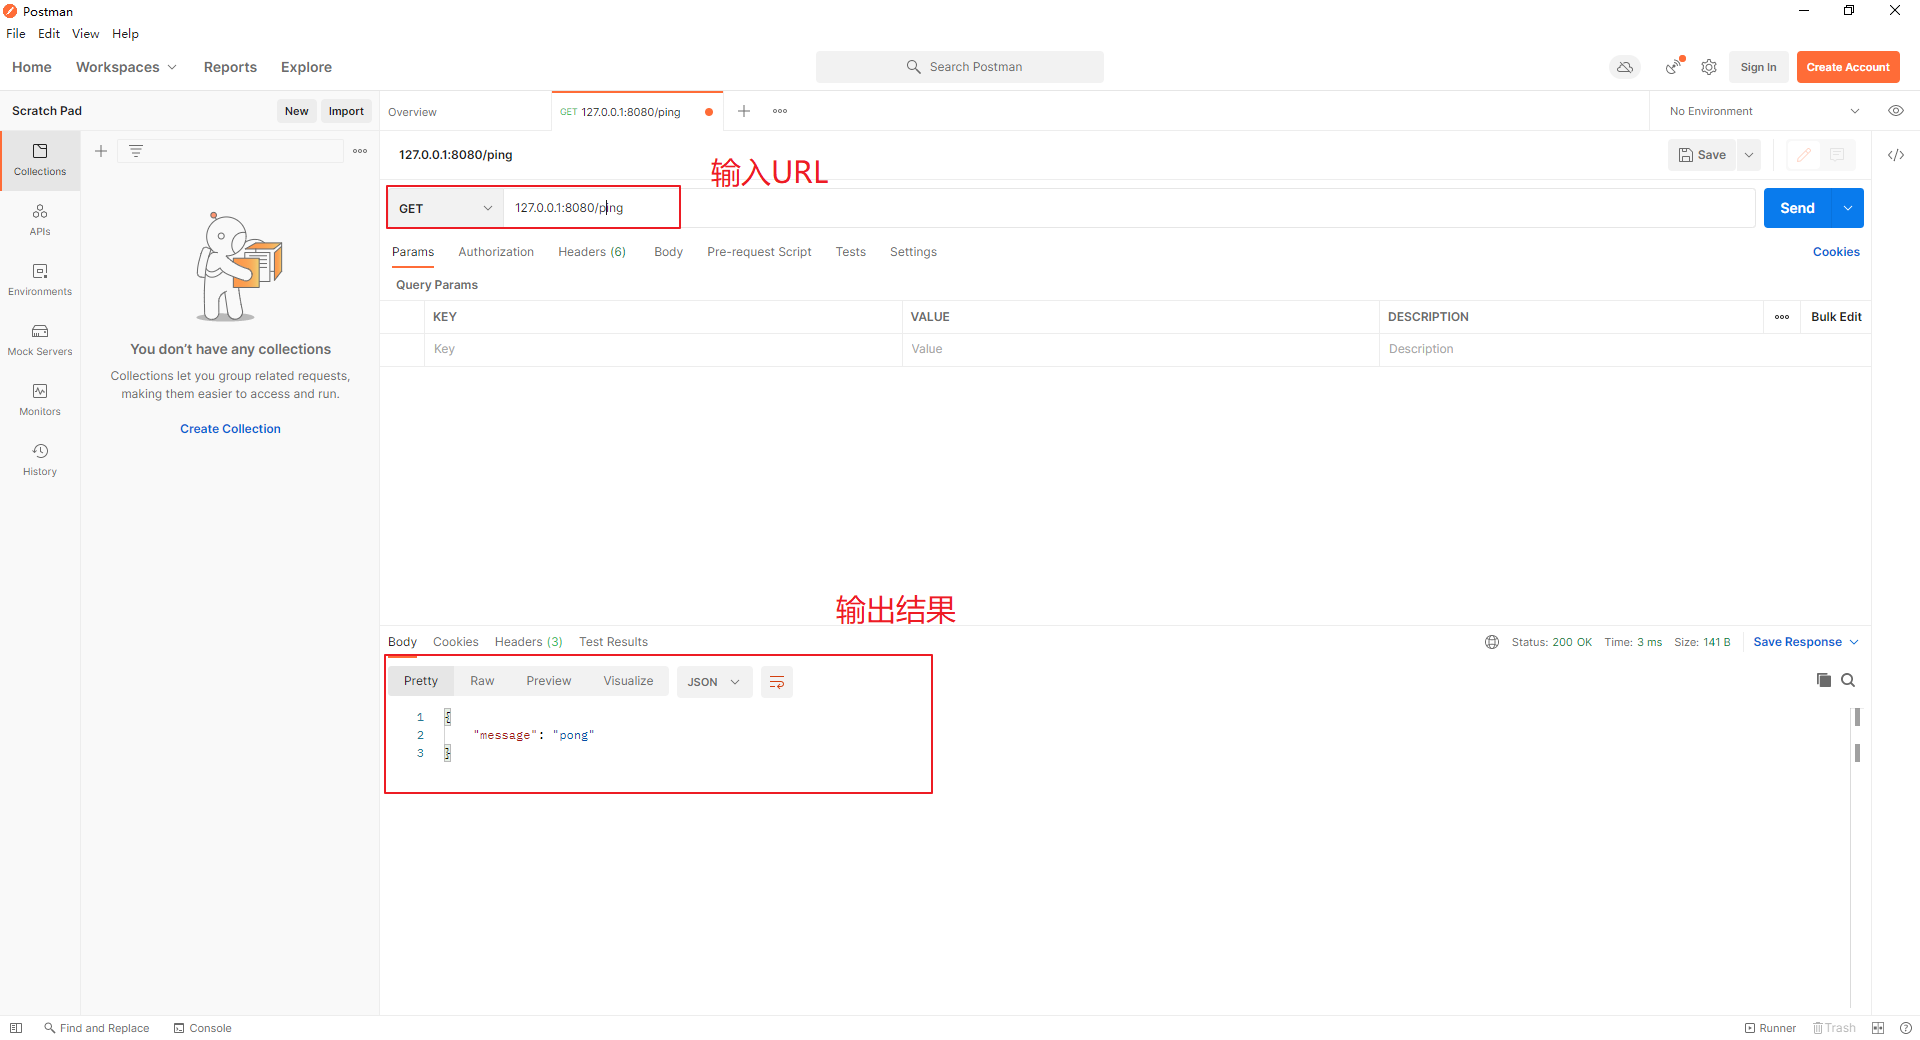 Postman
File Edit View Help
Home Workspaces Reports Explore
Search Postman
Sign In
Create Account
Scratch Pad
New
Import
Overview
GET 127.0.0.1:8080/ping
No Environment
Collections
APIs
Environments
Mock Servers
Monitors
History
You don't have any collections
Collections let you group related requests,
making them easier to access and run.
Create Collection
127.0.0.1:8080/ping
输入URL
Save
GET 127.0.0.1:8080/ping
Send
Params Authorization Headers (6) Body Pre-request Script Tests Settings
Cookies
Query Params
KEY VALUE DESCRIPTION
Bulk Edit
Key Value Description
输出结果
Body Cookies Headers (3) Test Results
Status: 200 OK Time: 3 ms Size: 141 B
Save Response
Pretty Raw Preview Visualize JSON
1 {
2 "message": "pong"
3 }
Find and Replace Console
Runner Trash